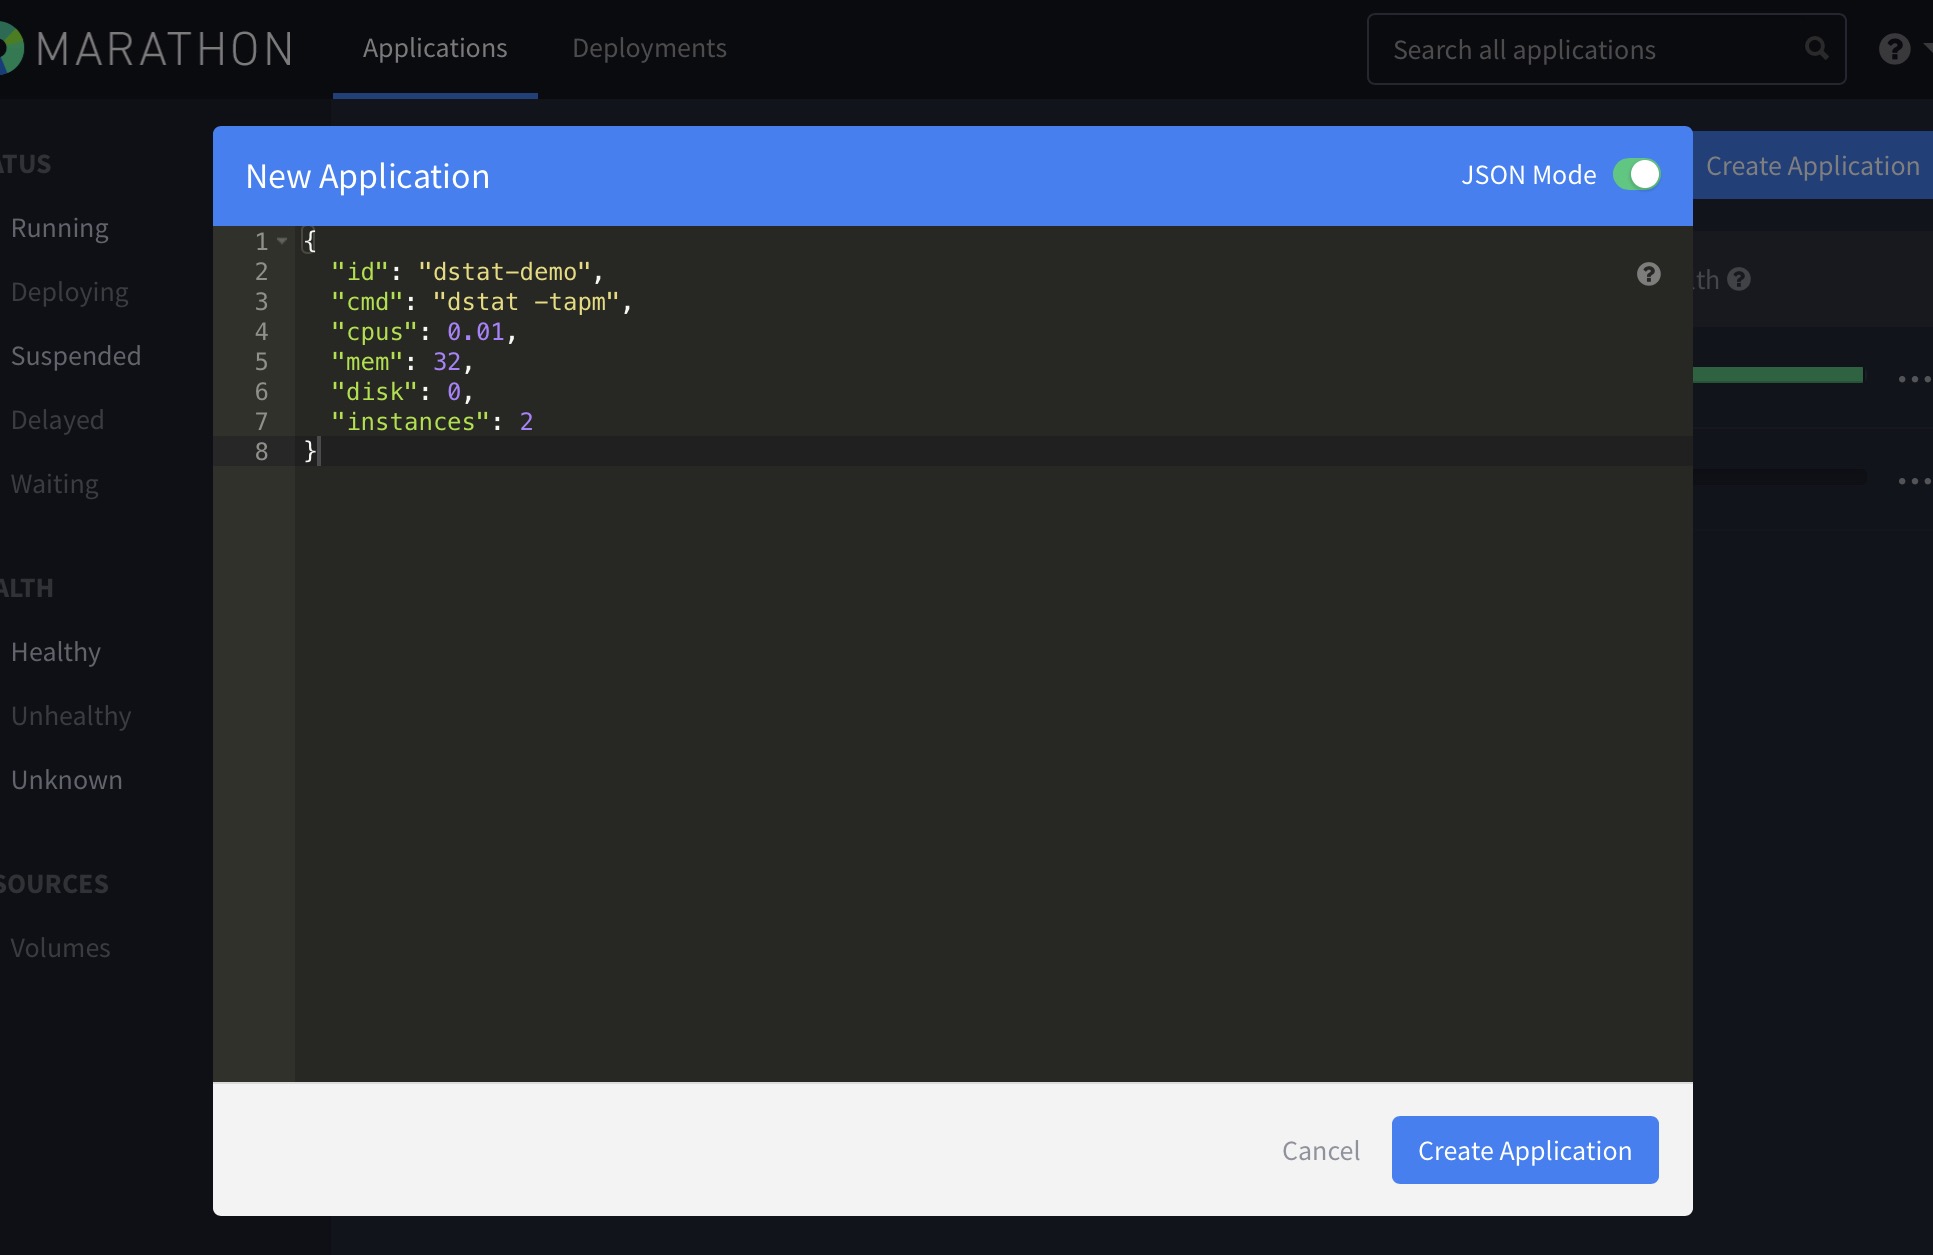 MARATHON
Applications
Deployments
Search all applications
ATUS
Running
Deploying
Suspended
Delayed
Waiting
ALTH
Healthy
Unhealthy
Unknown
SOURCES
Volumes
Create Application
lth
New Application
JSON Mode
1 {
2 "id": "dstat-demo",
3 "cmd": "dstat -tapm",
4 "cpus": 0.01,
5 "mem": 32,
6 "disk": 0,
7 "instances": 2
8 }
Cancel
Create Application